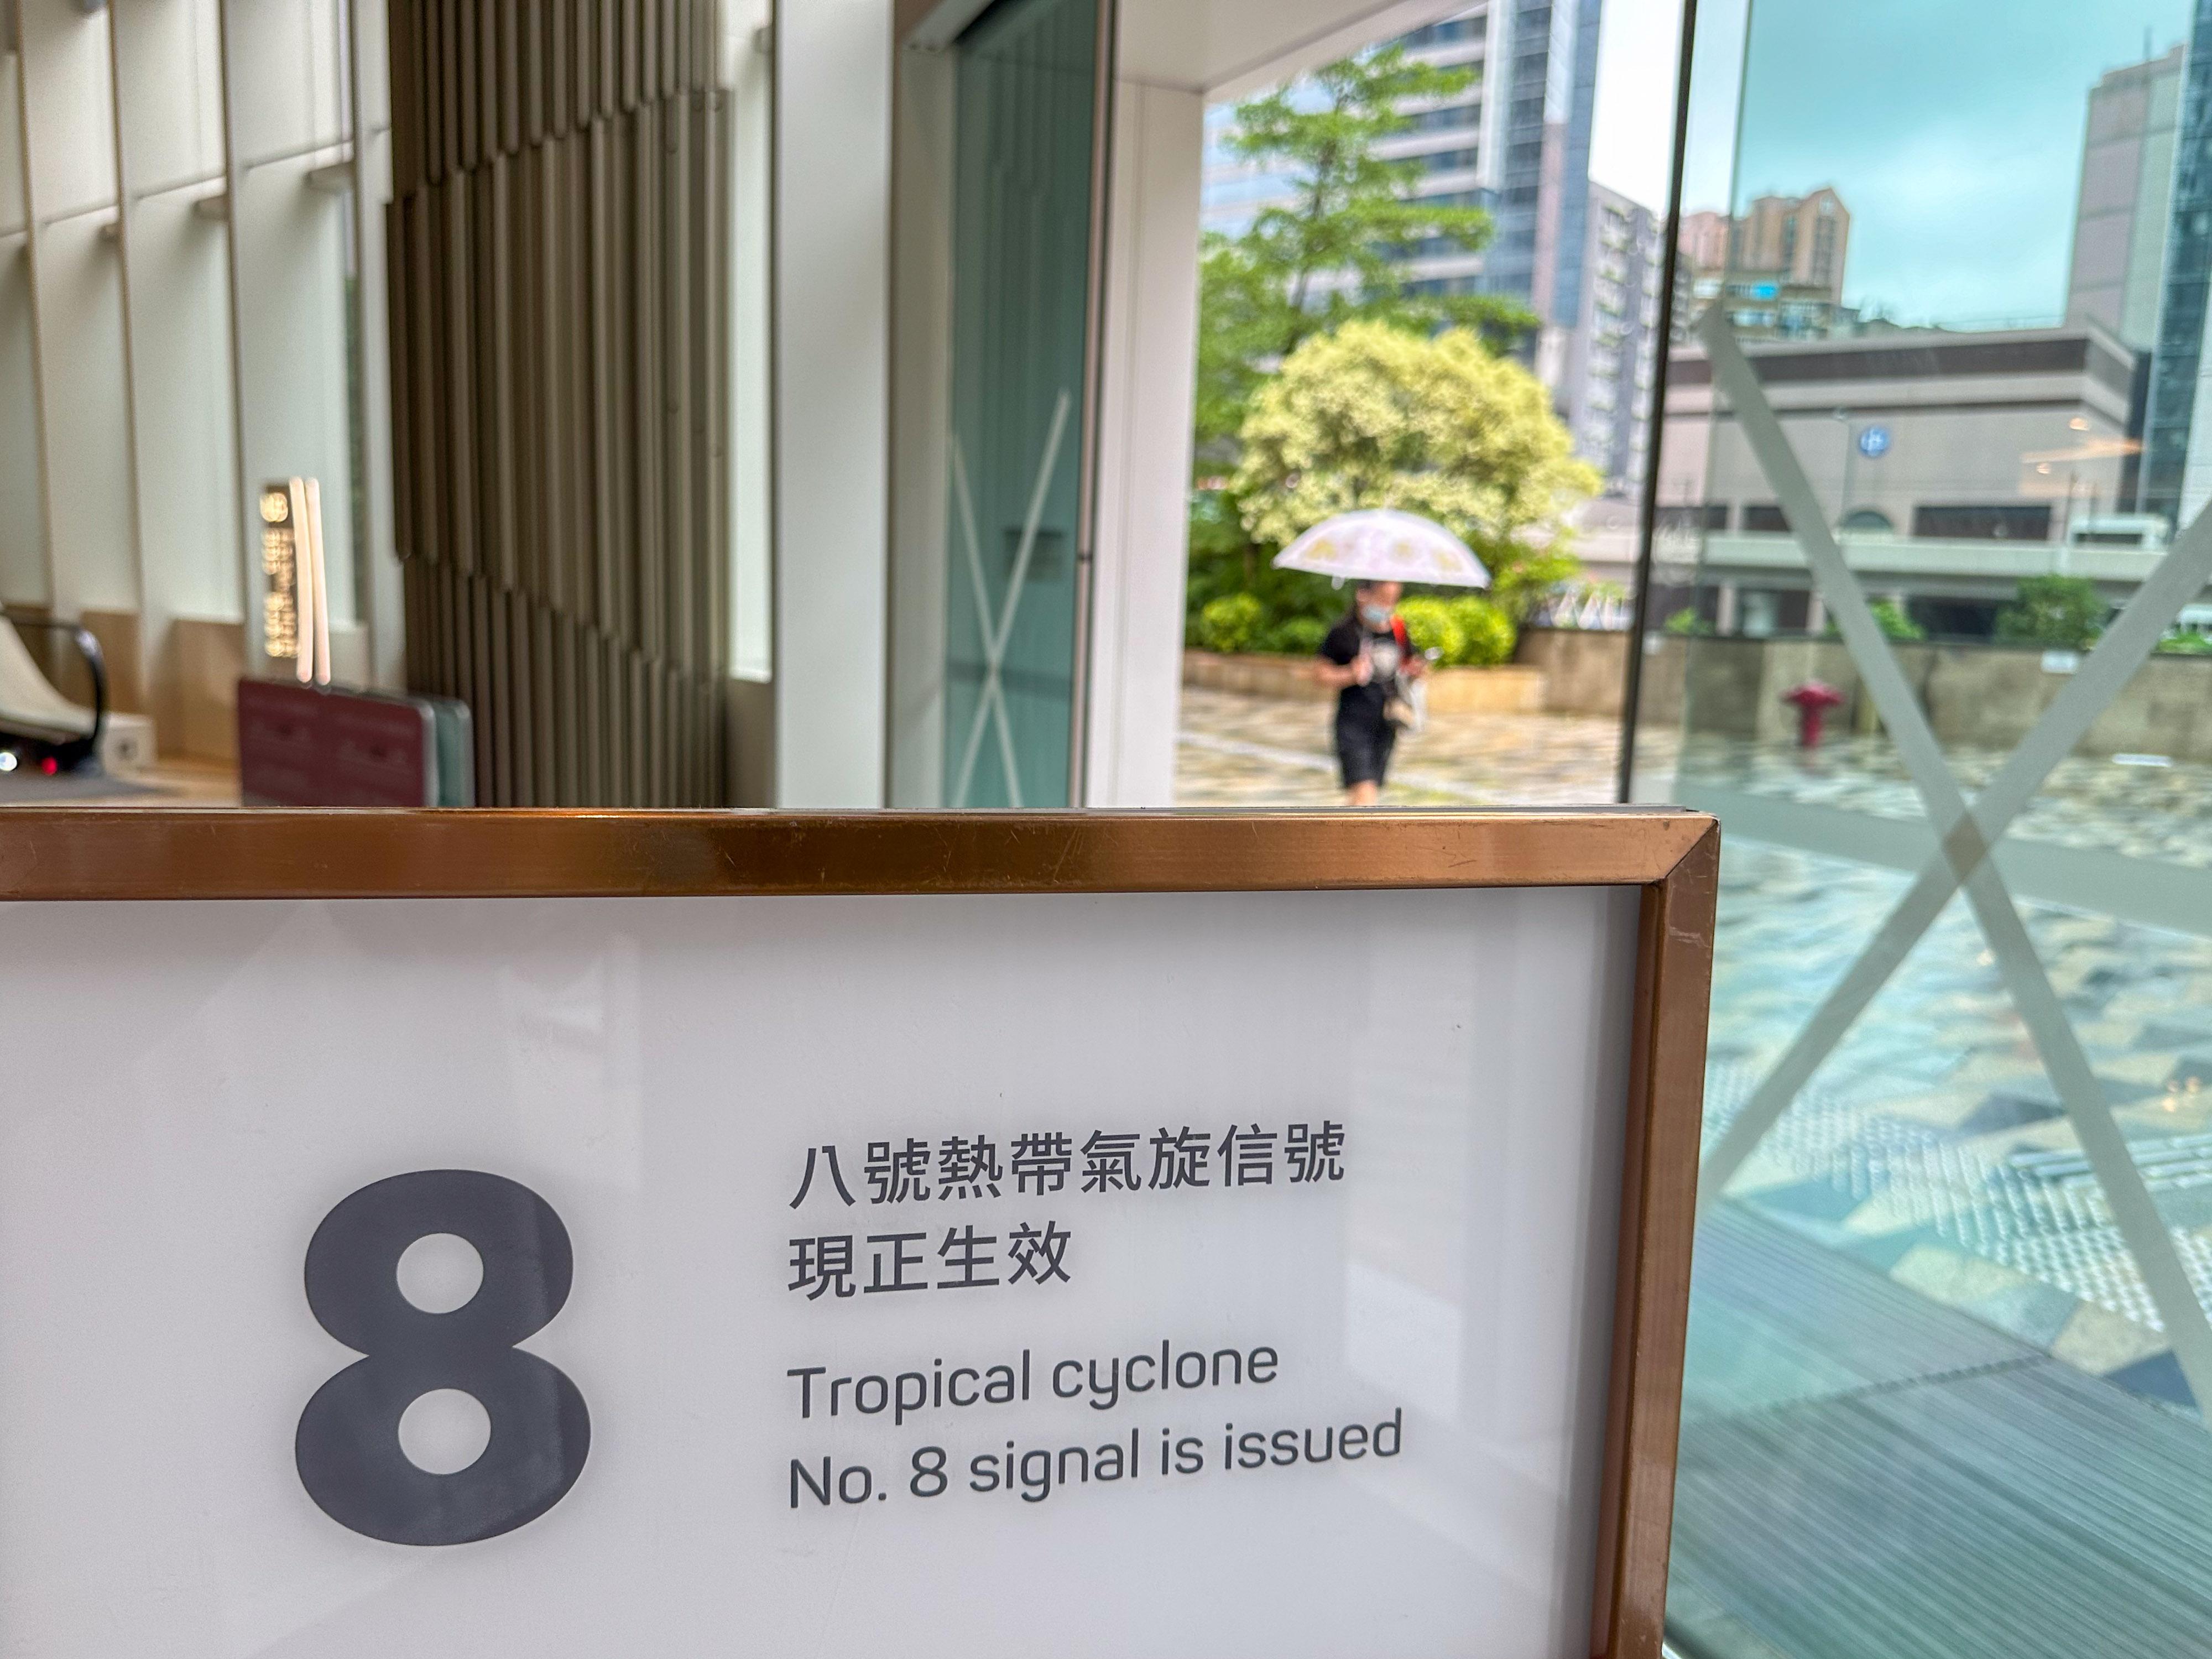 8
八號熱帶氣旋信號
現正生效
Tropical cyclone
No. 8 signal is issued